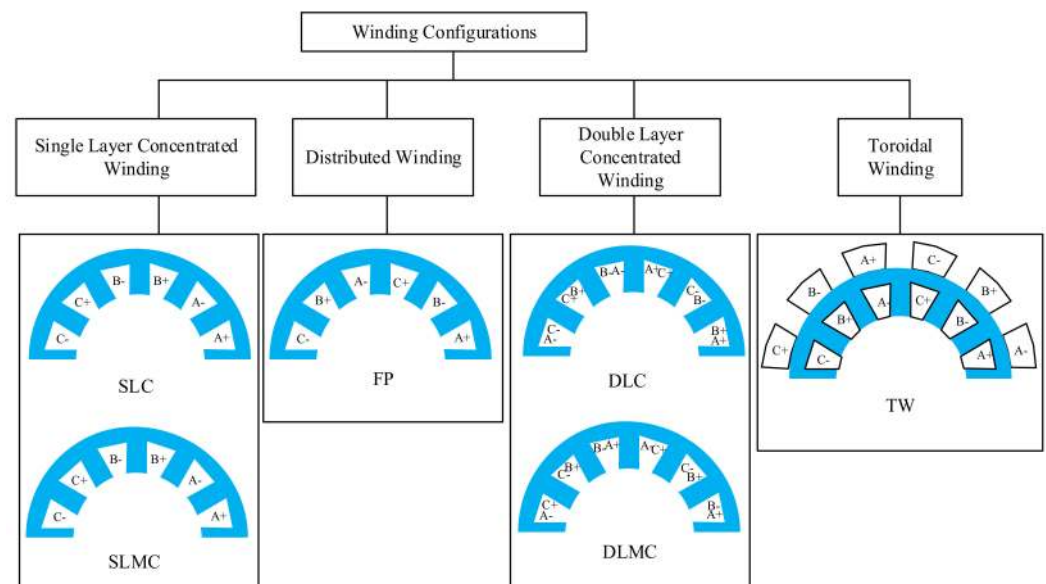 Winding Configurations
Single Layer Concentrated
Winding
Distributed Winding
Double Layer
Concentrated
Winding
Toroidal
Winding
C-
C+
B-
B+
A-
A+
SLC
C-
C+
B-
B+
A-
A+
SLMC
C-
B+
A-
C+
B-
A+
FP
C-
A-
B+
C+
B-A-
A+C-
C-
B-
B+
A+
DLC
C+
A-
B+
C-
B-A+
A-C+
C-
B+
B-
A+
DLMC
C+
B-
A+
C-
B+
A-
C-
B+
A-
C+
B-
A+
TW